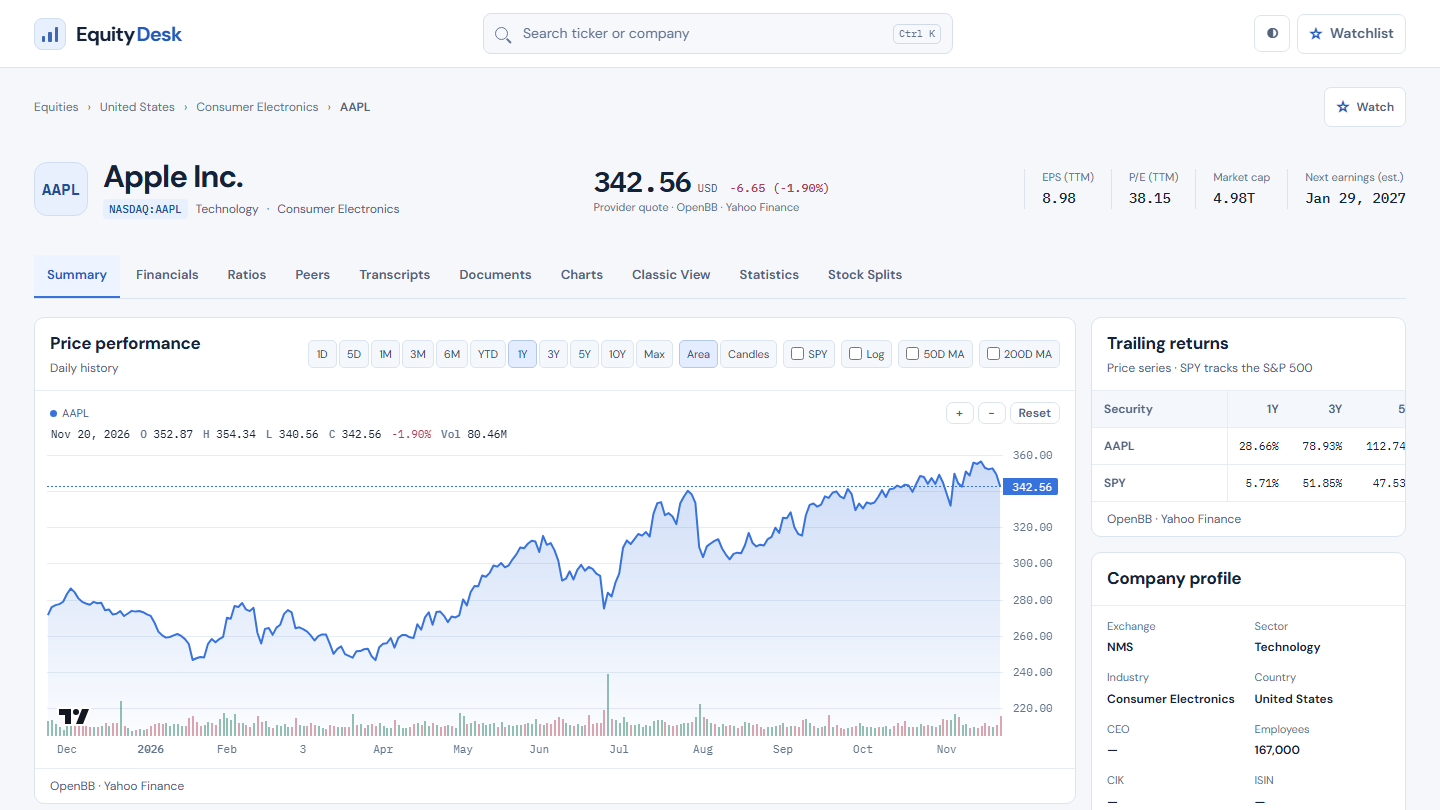 EquityDesk
Search ticker or company
Ctrl K
Watchlist
Equities › United States › Consumer Electronics › AAPL
Watch
AAPL
Apple Inc.
NASDAQ:AAPL Technology · Consumer Electronics
342.56 USD -6.65 (-1.90%)
Provider quote · OpenBB · Yahoo Finance
EPS (TTM)
8.98
P/E (TTM)
38.15
Market cap
4.98T
Next earnings (est.)
Jan 29, 2027
Summary Financials Ratios Peers Transcripts Documents Charts Classic View Statistics Stock Splits
Price performance
Daily history
1D 5D 1M 3M 6M YTD 1Y 3Y 5Y 10Y Max Area Candles SPY Log 50D MA 200D MA
AAPL
+ − Reset
Nov 20, 2026 O 352.87 H 354.34 L 340.56 C 342.56 -1.90% Vol 80.46M
360.00
342.56
320.00
300.00
280.00
260.00
240.00
220.00
Dec 2026 Feb 3 Apr May Jun Jul Aug Sep Oct Nov
OpenBB · Yahoo Finance
Trailing returns
Price series · SPY tracks the S&P 500
Security 1Y 3Y 5
AAPL 28.66% 78.93% 112.74
SPY 5.71% 51.85% 47.53
OpenBB · Yahoo Finance
Company profile
Exchange
NMS
Sector
Technology
Industry
Consumer Electronics
Country
United States
CEO
—
Employees
167,000
CIK
—
ISIN
—